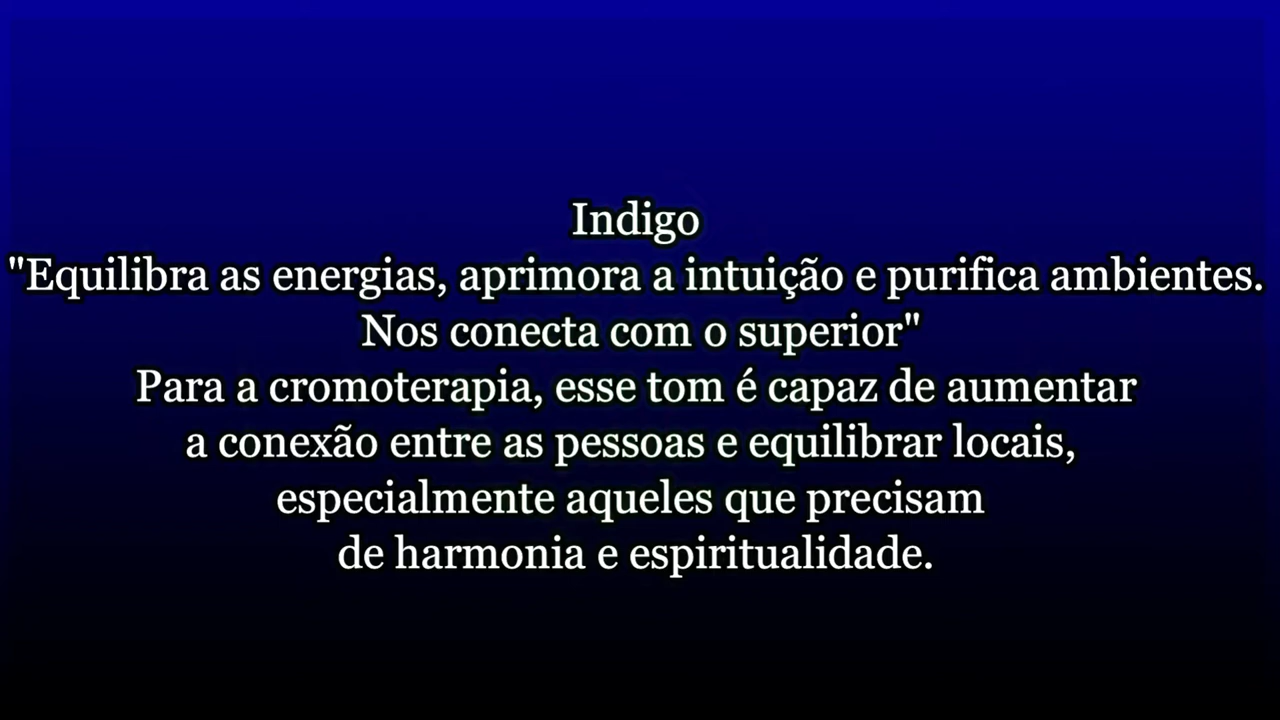 Indigo
"Equilibra as energias, aprimora a intuição e purifica ambientes.
Nos conecta com o superior"
Para a cromoterapia, esse tom é capaz de aumentar
a conexão entre as pessoas e equilibrar locais,
especialmente aqueles que precisam
de harmonia e espiritualidade.